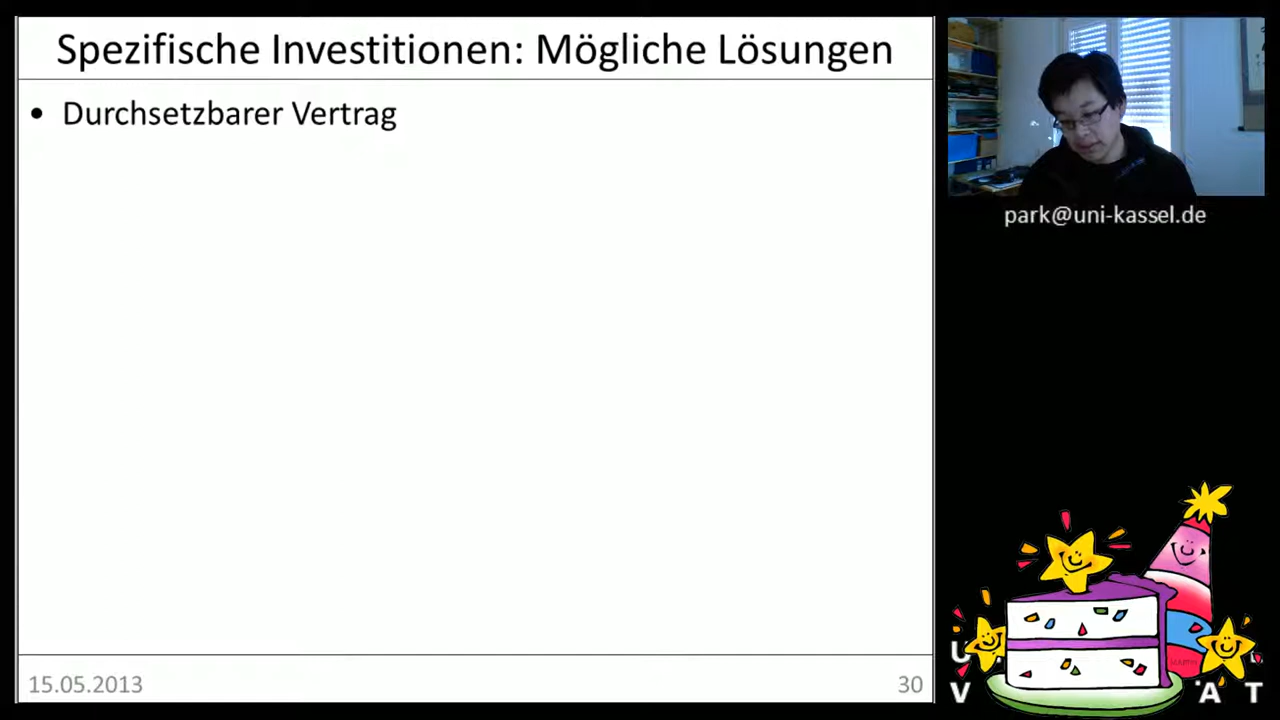 Spezifische Investitionen: Mögliche Lösungen
• Durchsetzbarer Vertrag
15.05.2013
30
park@uni-kassel.de